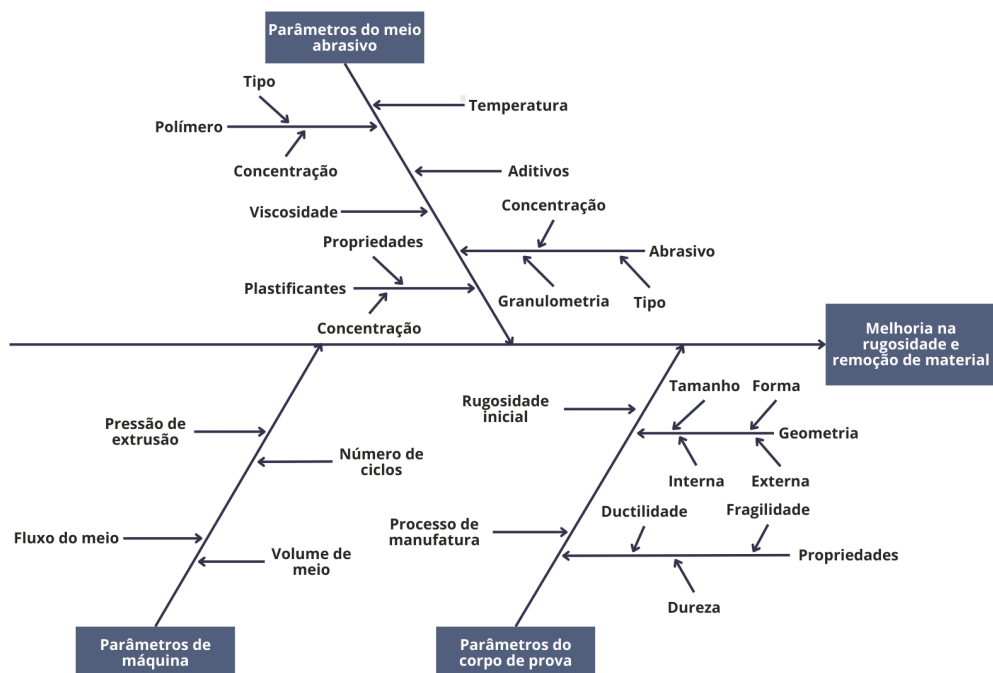 Parâmetros do meio
abrasivo
Tipo
Temperatura
Polímero
Concentração
Aditivos
Viscosidade
Concentração
Propriedades
Abrasivo
Plastificantes
Granulometria
Tipo
Concentração
Melhoria na
rugosidade e
remoção de material
Rugosidade
inicial
Tamanho
Forma
Pressão de
extrusão
Geometria
Número de
ciclos
Interna
Externa
Ductilidade
Fragilidade
Processo de
manufatura
Fluxo do meio
Volume de
meio
Propriedades
Dureza
Parâmetros de
máquina
Parâmetros do
corpo de prova